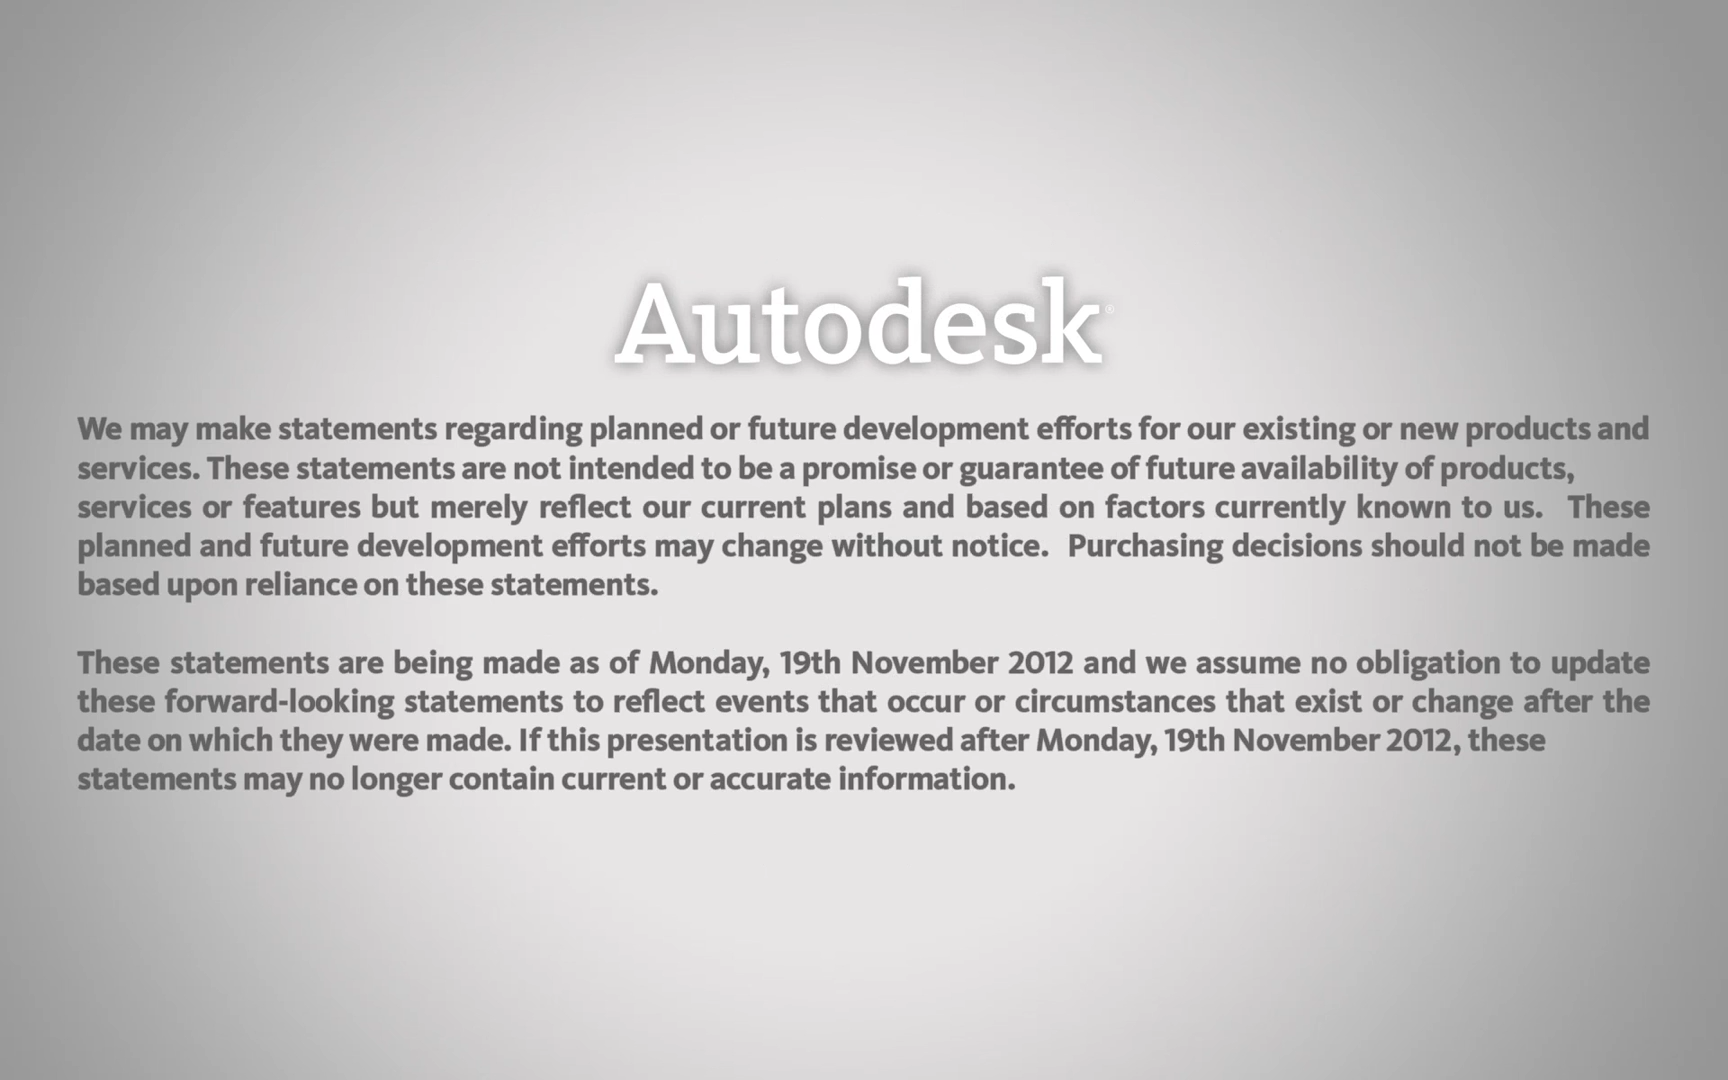 Autodesk®
We may make statements regarding planned or future development efforts for our existing or new products and
services. These statements are not intended to be a promise or guarantee of future availability of products,
services or features but merely reflect our current plans and based on factors currently known to us.  These
planned and future development efforts may change without notice.  Purchasing decisions should not be made
based upon reliance on these statements.
These statements are being made as of Monday, 19th November 2012 and we assume no obligation to update
these forward-looking statements to reflect events that occur or circumstances that exist or change after the
date on which they were made. If this presentation is reviewed after Monday, 19th November 2012, these
statements may no longer contain current or accurate information.